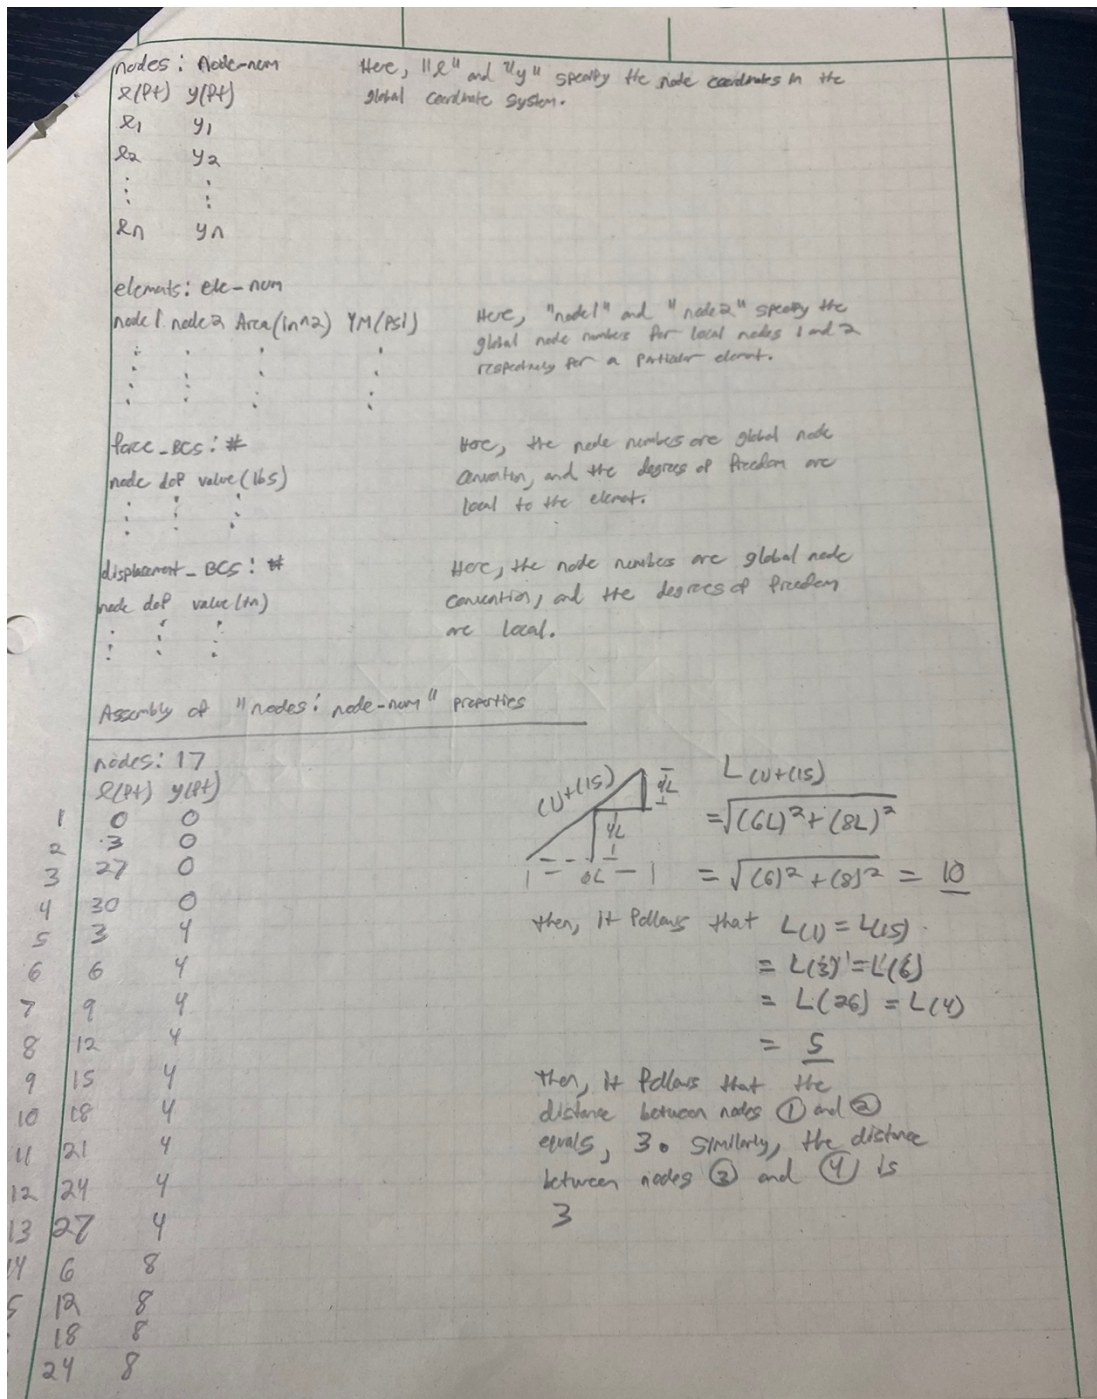 nodes: Node-num
x(ft) y(ft)
x1 y1
x2 y2
⋮ ⋮
xn yn
Here, "x" and "y" specify the node coordinates in the
global coordinate system.
elements: ele-num
node1 node2 Area(in^2) YM(psi)
⋮ ⋮ ⋮ ⋮
Here, "node1" and "node2" specify the
global node numbers for local nodes 1 and 2
respectively for a particular element.
force_BCs: #
node dof value(lbs)
⋮ ⋮ ⋮
Here, the node numbers are global node
convention, and the degrees of freedom are
local to the element.
displacement_BCs: #
node dof value(in)
⋮ ⋮ ⋮
Here, the node numbers are global node
convention, and the degrees of freedom
are local.
Assembly of "nodes: node-num" properties
nodes: 17
x(ft) y(ft)
1 0 0
2 3 0
3 27 0
4 30 0
5 3 4
6 6 4
7 9 4
8 12 4
9 15 4
10 18 4
11 21 4
12 24 4
13 27 4
14 6 8
5 12 8
18 8
24 8
(1)+(15)
4L
4L
6L
L(1)+(15)
=√(6L)²+(8L)²
= √(6)²+(8)² = 10
then, it follows that L(1) = L(15)
= L(3) = L(6)
= L(26) = L(4)
= 5
Then, it follows that the
distance between nodes ① and ②
equals, 3. Similarly, the distance
between nodes ③ and ④ is
3